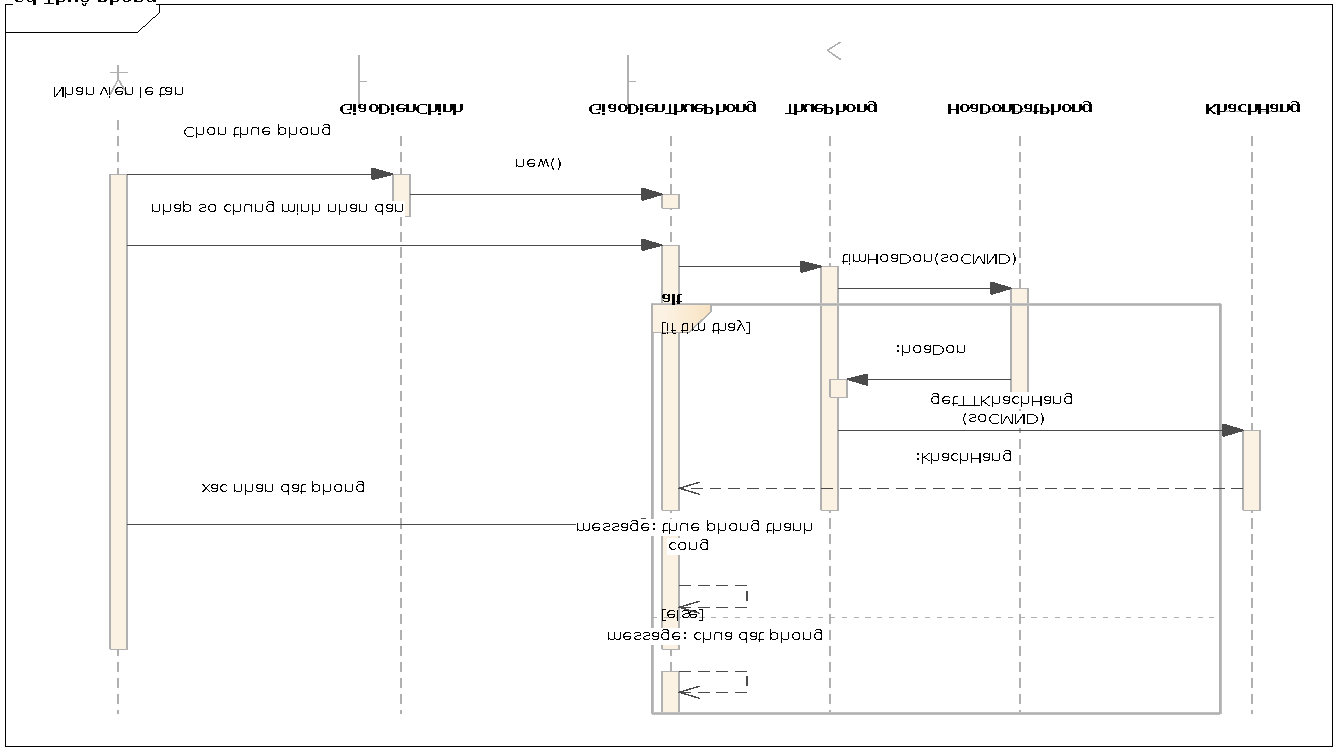 sd Thuê phong
Nhan vien le tan
GiaoDienChinh
GiaoDienThuePhong
ThuePhong
HoaDonDatPhong
KhachHang
Chon thue phong
new()
nhap so chung minh nhan dan
timHoaDon(soCMND)
alt
[if tim thay]
:hoaDon
getTTKhachHang
(soCMND)
:khachHang
xac nhan dat phong
message: thue phong thanh
cong
[else]
message: chua dat phong